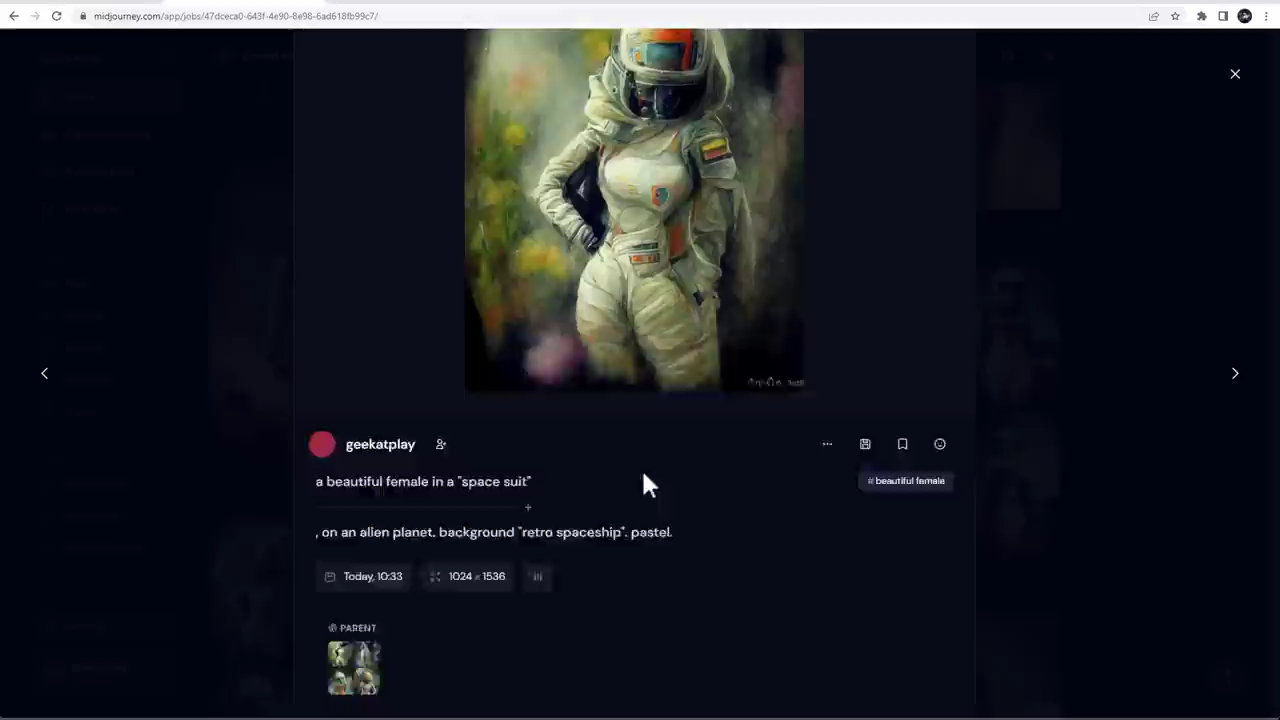 midjourney.com/app/jobs/47dceca0-643f-4e90-8e98-6ad618fb99c7/
geekatplay
a beautiful female in a "space suit"
# beautiful female
, on an alien planet, background "retro spaceship". pastel.
Today, 10:33
1024 × 1536
PARENT